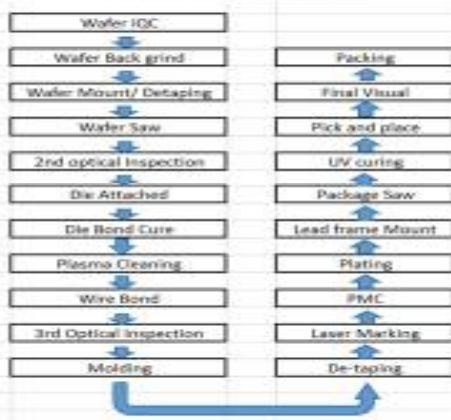 Wafer IQC
Wafer Back grind
Wafer Mount/ Detaping
Wafer Saw
2nd optical Inspection
Die Attached
Die Bond Cure
Plasma Cleaning
Wire Bond
3rd Optical Inspection
Molding
De-taping
Laser Marking
PMC
Plating
Lead frame Mount
Package Saw
UV curing
Pick and place
Final Visual
Packing